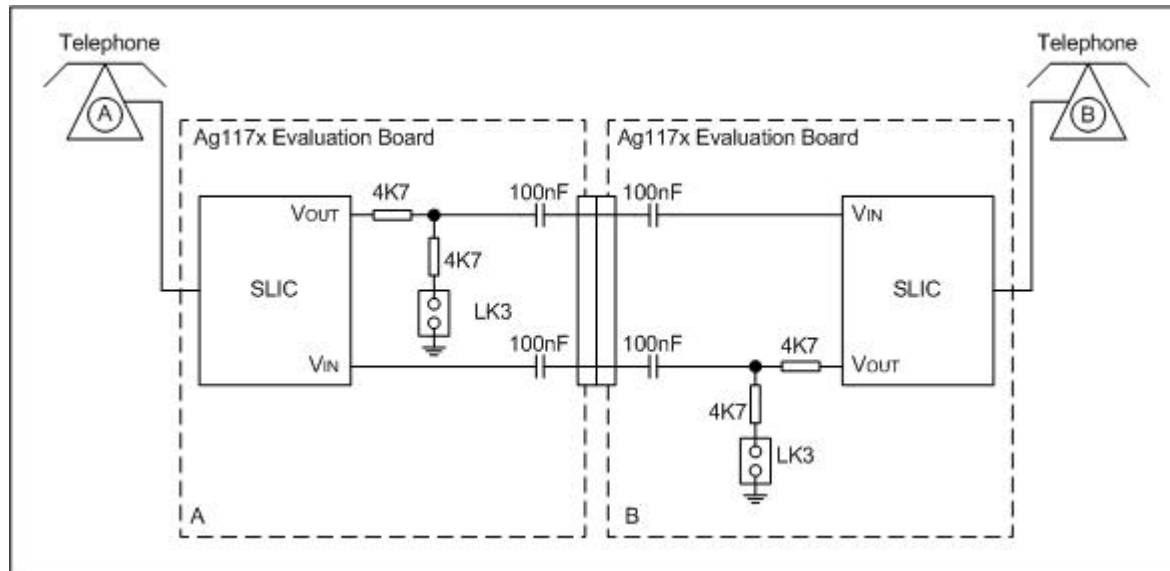 Telephone
Telephone
A
B
Ag117x Evaluation Board
Ag117x Evaluation Board
4K7
100nF
100nF
VOUT
VIN
4K7
SLIC
LK3
SLIC
100nF
100nF
4K7
VIN
VOUT
4K7
LK3
A
B